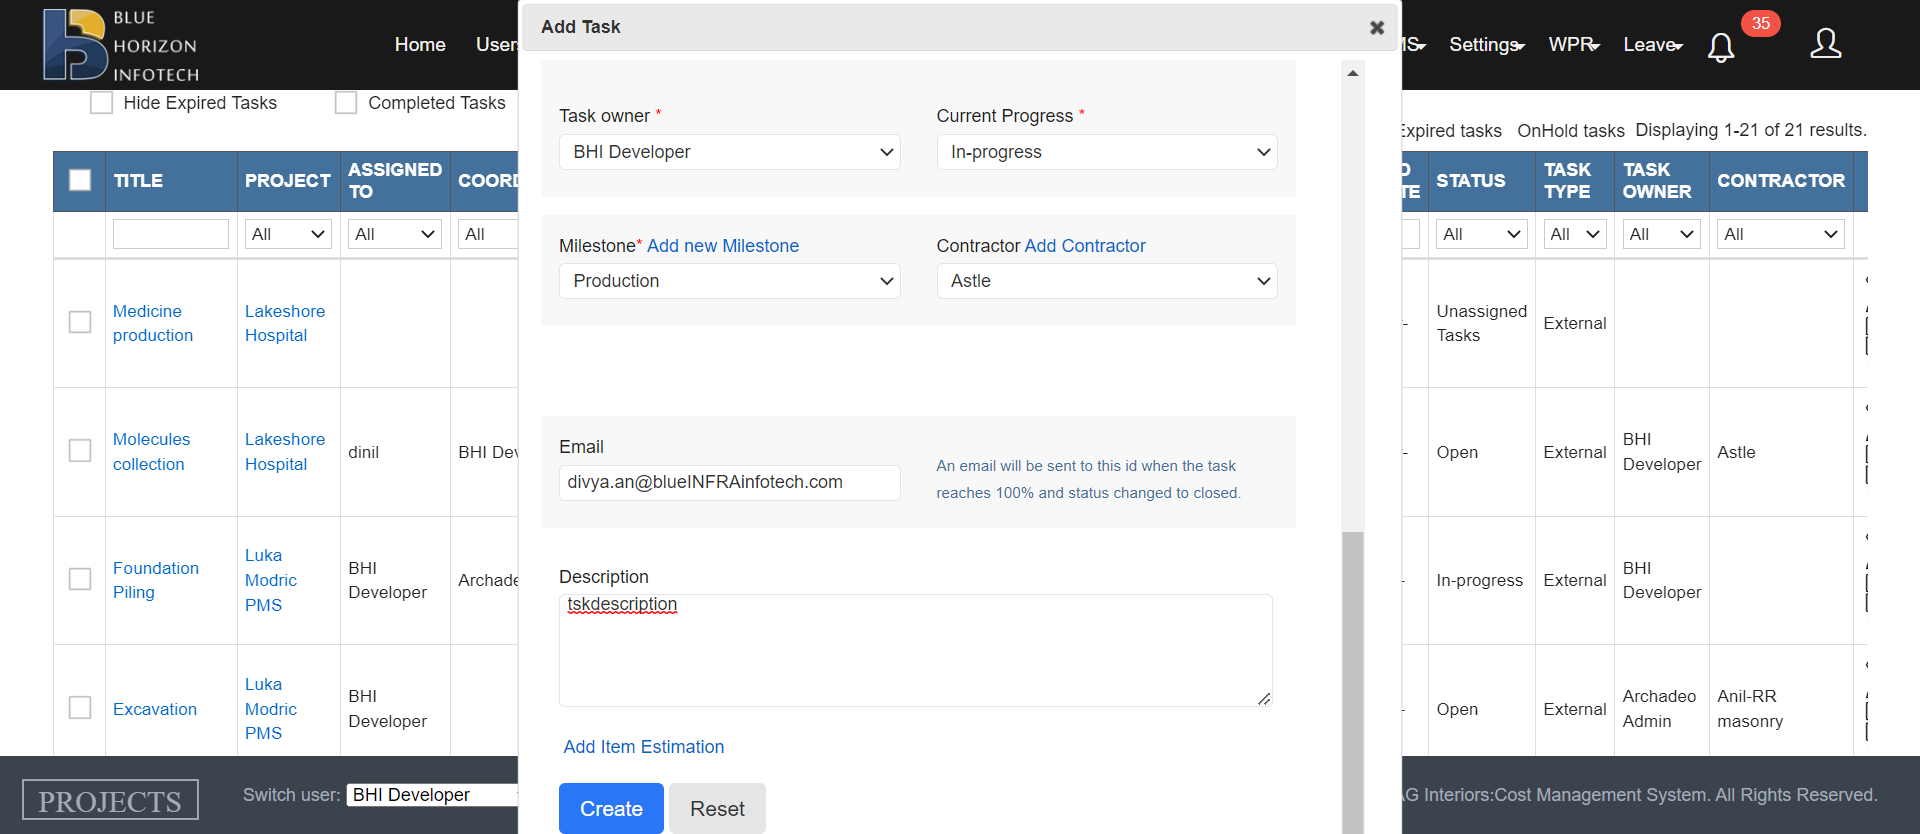 BLUE
HORIZON
INFOTECH
Home
Settings
WPR
Leave
35
Add Task
Hide Expired Tasks
Completed Tasks
Expired tasks
OnHold tasks
Displaying 1-21 of 21 results.
Task owner *
Current Progress *
BHI Developer
In-progress
Milestone* Add new Milestone
Contractor Add Contractor
Production
Astle
Email
divya.an@blueINFRAinfotech.com
An email will be sent to this id when the task
reaches 100% and status changed to closed.
Description
tskdescription
Add Item Estimation
Create
Reset
TITLE
PROJECT
ASSIGNED
TO
STATUS
TASK
TYPE
TASK
OWNER
CONTRACTOR
All
All
All
All
All
All
All
Medicine
production
Lakeshore
Hospital
Unassigned
Tasks
External
Molecules
collection
Lakeshore
Hospital
dinil
BHI
Open
External
BHI
Developer
Astle
Foundation
Piling
Luka
Modric
PMS
BHI
Developer
In-progress
External
BHI
Developer
Excavation
Luka
Modric
PMS
BHI
Developer
Open
External
Archadeo
Admin
Anil-RR
masonry
PROJECTS
Switch user: BHI Developer
Interiors:Cost Management System. All Rights Reserved.